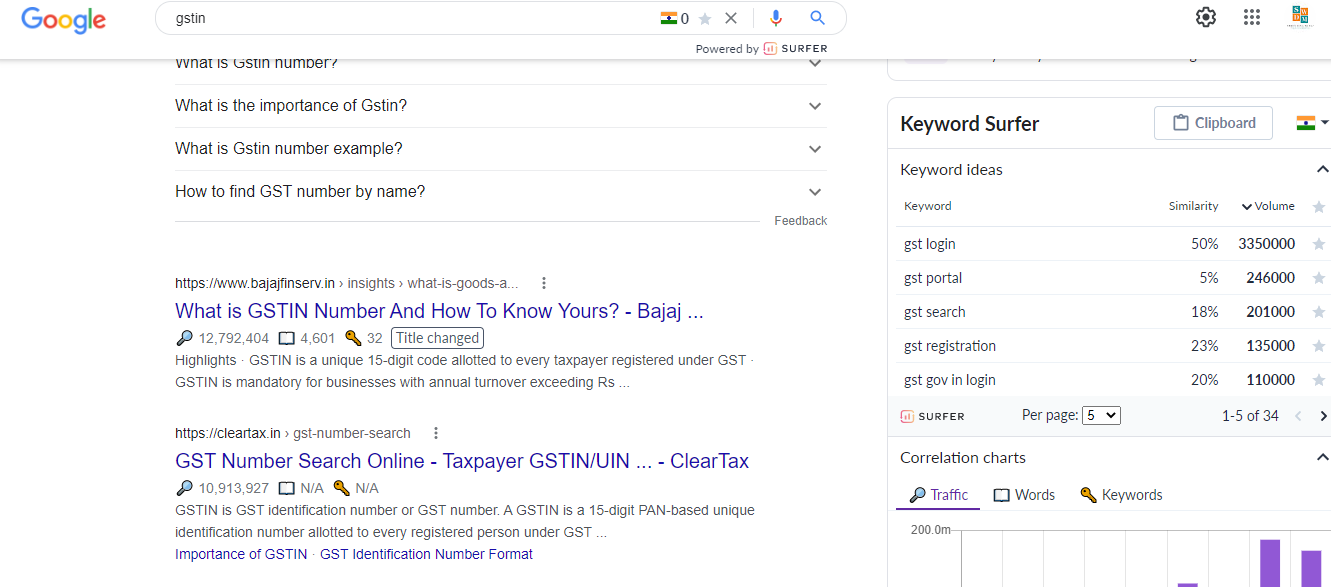 Google
gstin
0
Powered by SURFER
What is Gstin number?
What is the importance of Gstin?
What is Gstin number example?
How to find GST number by name?
Feedback
https://www.bajajfinserv.in › insights › what-is-goods-a...
What is GSTIN Number And How To Know Yours? - Bajaj ...
12,792,404 4,601 32 Title changed
Highlights · GSTIN is a unique 15-digit code allotted to every taxpayer registered under GST ·
GSTIN is mandatory for businesses with annual turnover exceeding Rs ...
https://cleartax.in › gst-number-search
GST Number Search Online - Taxpayer GSTIN/UIN ... - ClearTax
10,913,927 N/A N/A
GSTIN is GST identification number or GST number. A GSTIN is a 15-digit PAN-based unique
identification number allotted to every registered person under GST ...
Importance of GSTIN · GST Identification Number Format
Keyword Surfer
Clipboard
Keyword ideas
Keyword Similarity Volume
gst login 50% 3350000
gst portal 5% 246000
gst search 18% 201000
gst registration 23% 135000
gst gov in login 20% 110000
SURFER Per page: 5 1-5 of 34
Correlation charts
Traffic Words Keywords
200.0m